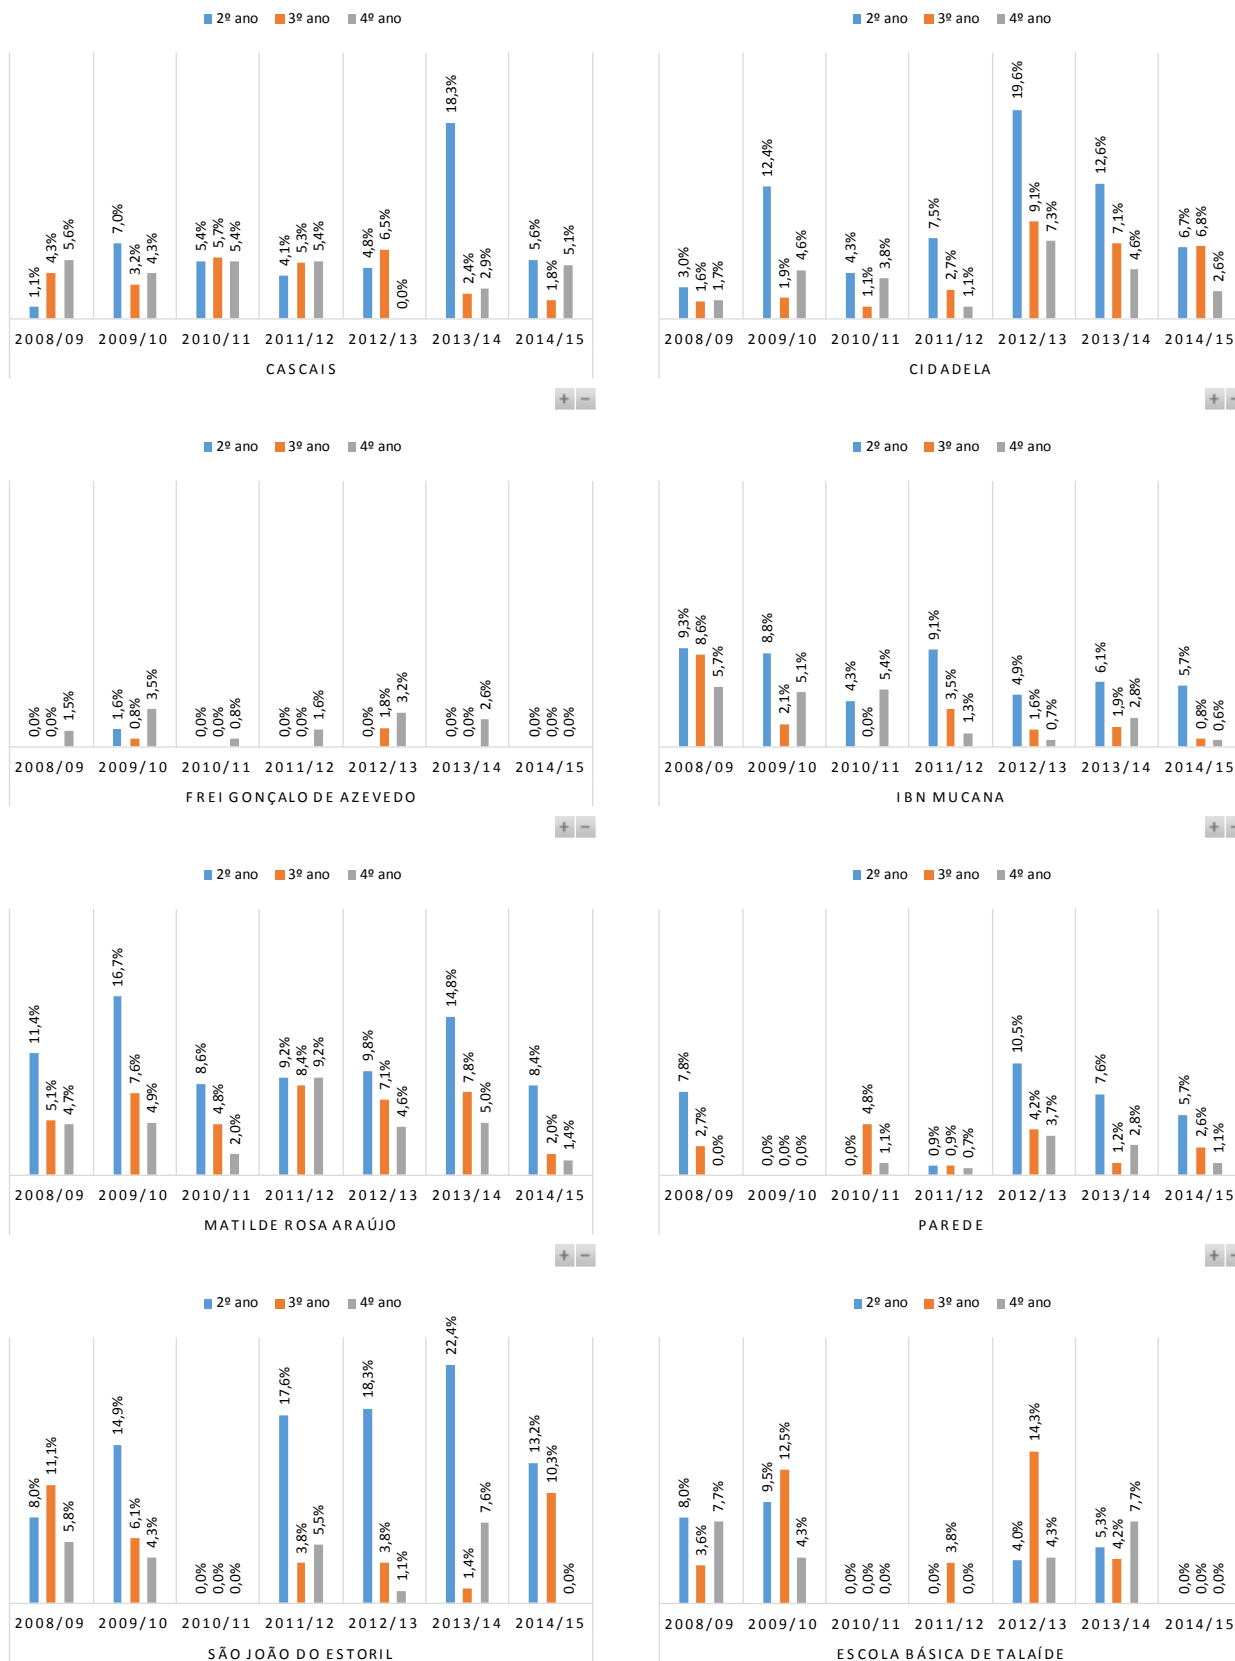 2º ano 3º ano 4º ano
1,1% 4,3% 5,6% 7,0% 3,2% 4,3% 5,4% 5,7% 5,4% 4,1% 5,3% 5,4% 4,8% 6,5% 0,0% 18,3% 2,4% 2,9% 5,6% 1,8% 5,1%
2008/09 2009/10 2010/11 2011/12 2012/13 2013/14 2014/15
CASCAIS
+ −
2º ano 3º ano 4º ano
3,0% 1,6% 1,7% 12,4% 1,9% 4,6% 4,3% 1,1% 3,8% 7,5% 2,7% 1,1% 19,6% 9,1% 7,3% 12,6% 7,1% 4,6% 6,7% 6,8% 2,6%
2008/09 2009/10 2010/11 2011/12 2012/13 2013/14 2014/15
CIDADELA
+ −
2º ano 3º ano 4º ano
0,0% 0,0% 1,5% 1,6% 0,8% 3,5% 0,0% 0,0% 0,8% 0,0% 0,0% 1,6% 0,0% 1,8% 3,2% 0,0% 0,0% 2,6% 0,0% 0,0% 0,0%
2008/09 2009/10 2010/11 2011/12 2012/13 2013/14 2014/15
FREI GONÇALO DE AZEVEDO
+ −
2º ano 3º ano 4º ano
9,3% 8,6% 5,7% 8,8% 2,1% 5,1% 4,3% 0,0% 5,4% 9,1% 3,5% 1,3% 4,9% 1,6% 0,7% 6,1% 1,9% 2,8% 5,7% 0,8% 0,6%
2008/09 2009/10 2010/11 2011/12 2012/13 2013/14 2014/15
IBN MUCANA
+ −
2º ano 3º ano 4º ano
11,4% 5,1% 4,7% 16,7% 7,6% 4,9% 8,6% 4,8% 2,0% 9,2% 8,4% 9,2% 9,8% 7,1% 4,6% 14,8% 7,8% 5,0% 8,4% 2,0% 1,4%
2008/09 2009/10 2010/11 2011/12 2012/13 2013/14 2014/15
MATILDE ROSA ARAÚJO
+ −
2º ano 3º ano 4º ano
7,8% 2,7% 0,0% 0,0% 0,0% 0,0% 0,0% 4,8% 1,1% 0,9% 0,9% 0,7% 10,5% 4,2% 3,7% 7,6% 1,2% 2,8% 5,7% 2,6% 1,1%
2008/09 2009/10 2010/11 2011/12 2012/13 2013/14 2014/15
PAREDE
+ −
2º ano 3º ano 4º ano
8,0% 11,1% 5,8% 14,9% 6,1% 4,3% 0,0% 0,0% 0,0% 17,6% 3,8% 5,5% 18,3% 3,8% 1,1% 22,4% 1,4% 7,6% 13,2% 10,3% 0,0%
2008/09 2009/10 2010/11 2011/12 2012/13 2013/14 2014/15
SÃO JOÃO DO ESTORIL
2º ano 3º ano 4º ano
8,0% 3,6% 7,7% 9,5% 12,5% 4,3% 0,0% 0,0% 0,0% 0,0% 3,8% 0,0% 4,0% 14,3% 4,3% 5,3% 4,2% 7,7% 0,0% 0,0% 0,0%
2008/09 2009/10 2010/11 2011/12 2012/13 2013/14 2014/15
ESCOLA BÁSICA DE TALAÍDE